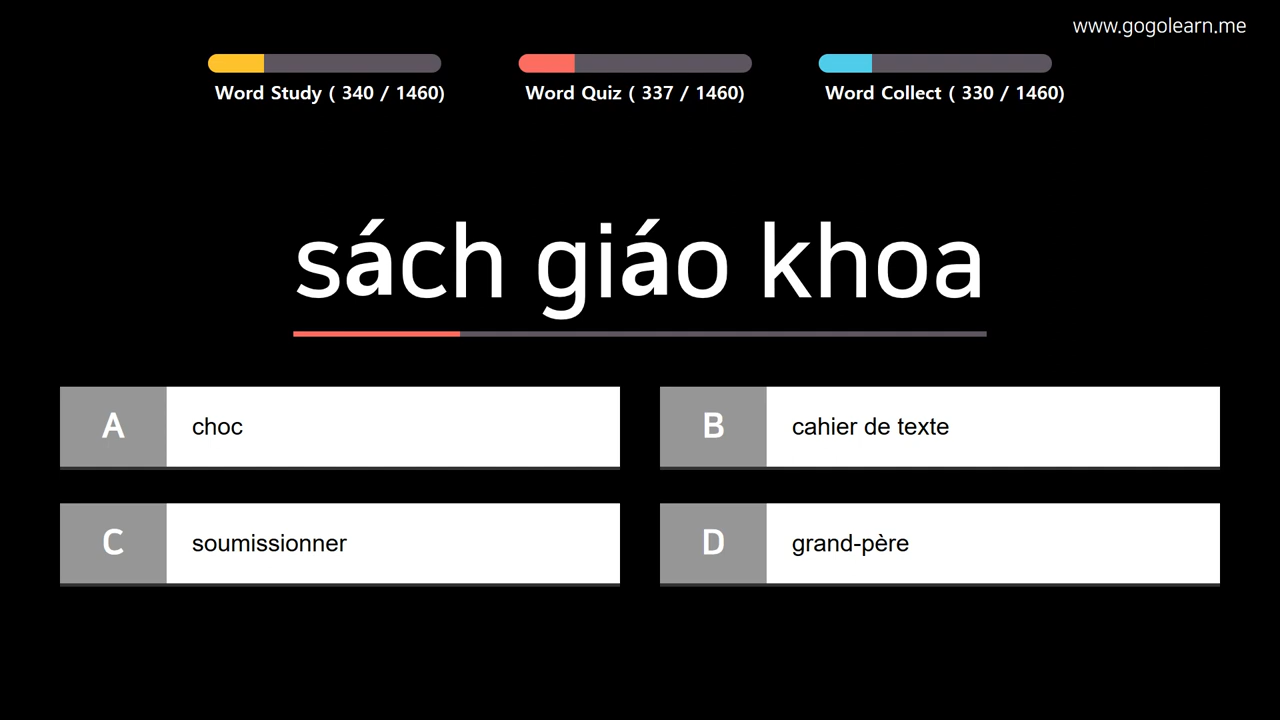 www.gogolearn.me
Word Study ( 340 / 1460)
Word Quiz ( 337 / 1460)
Word Collect ( 330 / 1460)
sách giáo khoa
A
choc
B
cahier de texte
C
soumissionner
D
grand-père